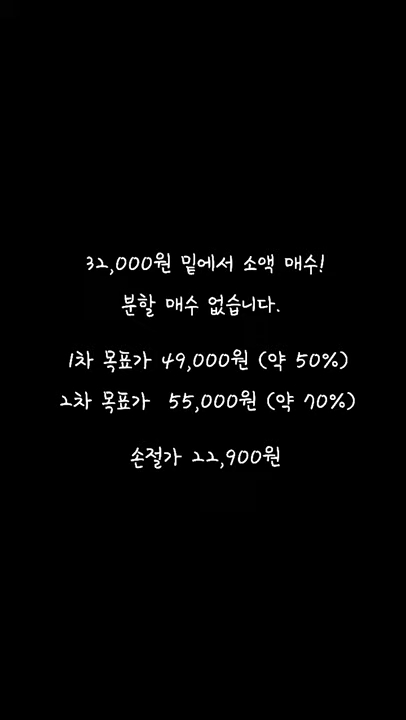 32,000원 밑에서 소액 매수!
분할 매수 없습니다.
1차 목표가 49,000원 (약 50%)
2차 목표가 55,000원 (약 70%)
손절가 22,900원